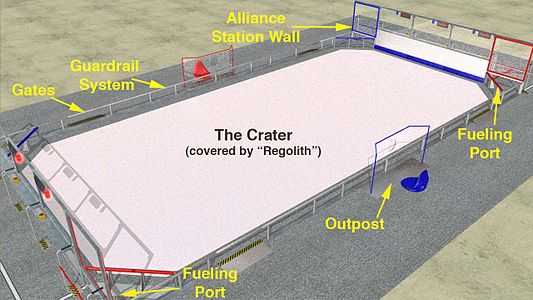 Alliance
Station Wall
Guardrail
System
Gates
The Crater
(covered by “Regolith”)
Fueling
Port
Outpost
Fueling
Port